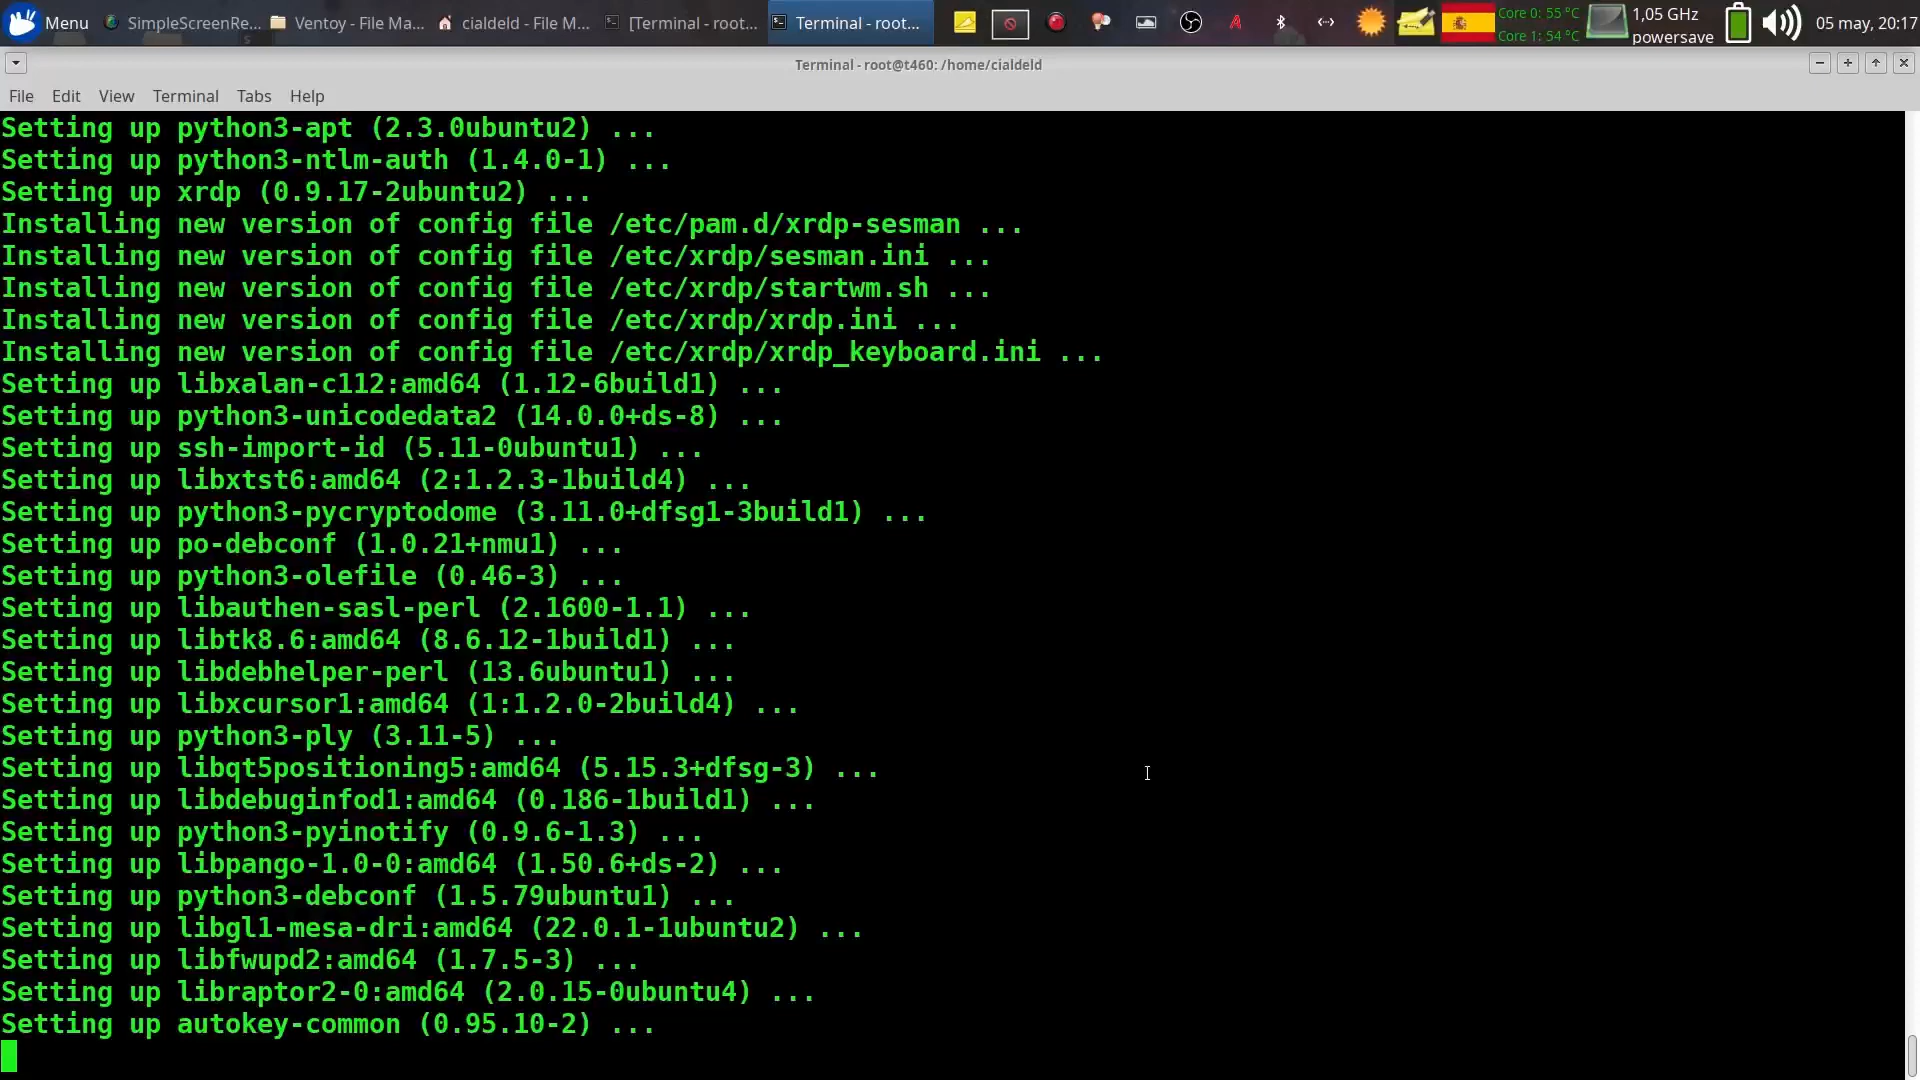 Menu SimpleScreenRe... Ventoy - File Ma... cialdeld - File M... [Terminal - root... Terminal - root... Core 0: 55 °C Core 1: 54 °C 1,05 GHz powersave 05 may, 20:17
Terminal - root@t460: /home/cialdeld
File Edit View Terminal Tabs Help
Setting up python3-apt (2.3.0ubuntu2) ...
Setting up python3-ntlm-auth (1.4.0-1) ...
Setting up xrdp (0.9.17-2ubuntu2) ...
Installing new version of config file /etc/pam.d/xrdp-sesman ...
Installing new version of config file /etc/xrdp/sesman.ini ...
Installing new version of config file /etc/xrdp/startwm.sh ...
Installing new version of config file /etc/xrdp/xrdp.ini ...
Installing new version of config file /etc/xrdp/xrdp_keyboard.ini ...
Setting up libxalan-c112:amd64 (1.12-6build1) ...
Setting up python3-unicodedata2 (14.0.0+ds-8) ...
Setting up ssh-import-id (5.11-0ubuntu1) ...
Setting up libxtst6:amd64 (2:1.2.3-1build4) ...
Setting up python3-pycryptodome (3.11.0+dfsg1-3build1) ...
Setting up po-debconf (1.0.21+nmu1) ...
Setting up python3-olefile (0.46-3) ...
Setting up libauthen-sasl-perl (2.1600-1.1) ...
Setting up libtk8.6:amd64 (8.6.12-1build1) ...
Setting up libdebhelper-perl (13.6ubuntu1) ...
Setting up libxcursor1:amd64 (1:1.2.0-2build4) ...
Setting up python3-ply (3.11-5) ...
Setting up libqt5positioning5:amd64 (5.15.3+dfsg-3) ...
Setting up libdebuginfod1:amd64 (0.186-1build1) ...
Setting up python3-pyinotify (0.9.6-1.3) ...
Setting up libpango-1.0-0:amd64 (1.50.6+ds-2) ...
Setting up python3-debconf (1.5.79ubuntu1) ...
Setting up libgl1-mesa-dri:amd64 (22.0.1-1ubuntu2) ...
Setting up libfwupd2:amd64 (1.7.5-3) ...
Setting up libraptor2-0:amd64 (2.0.15-0ubuntu4) ...
Setting up autokey-common (0.95.10-2) ...